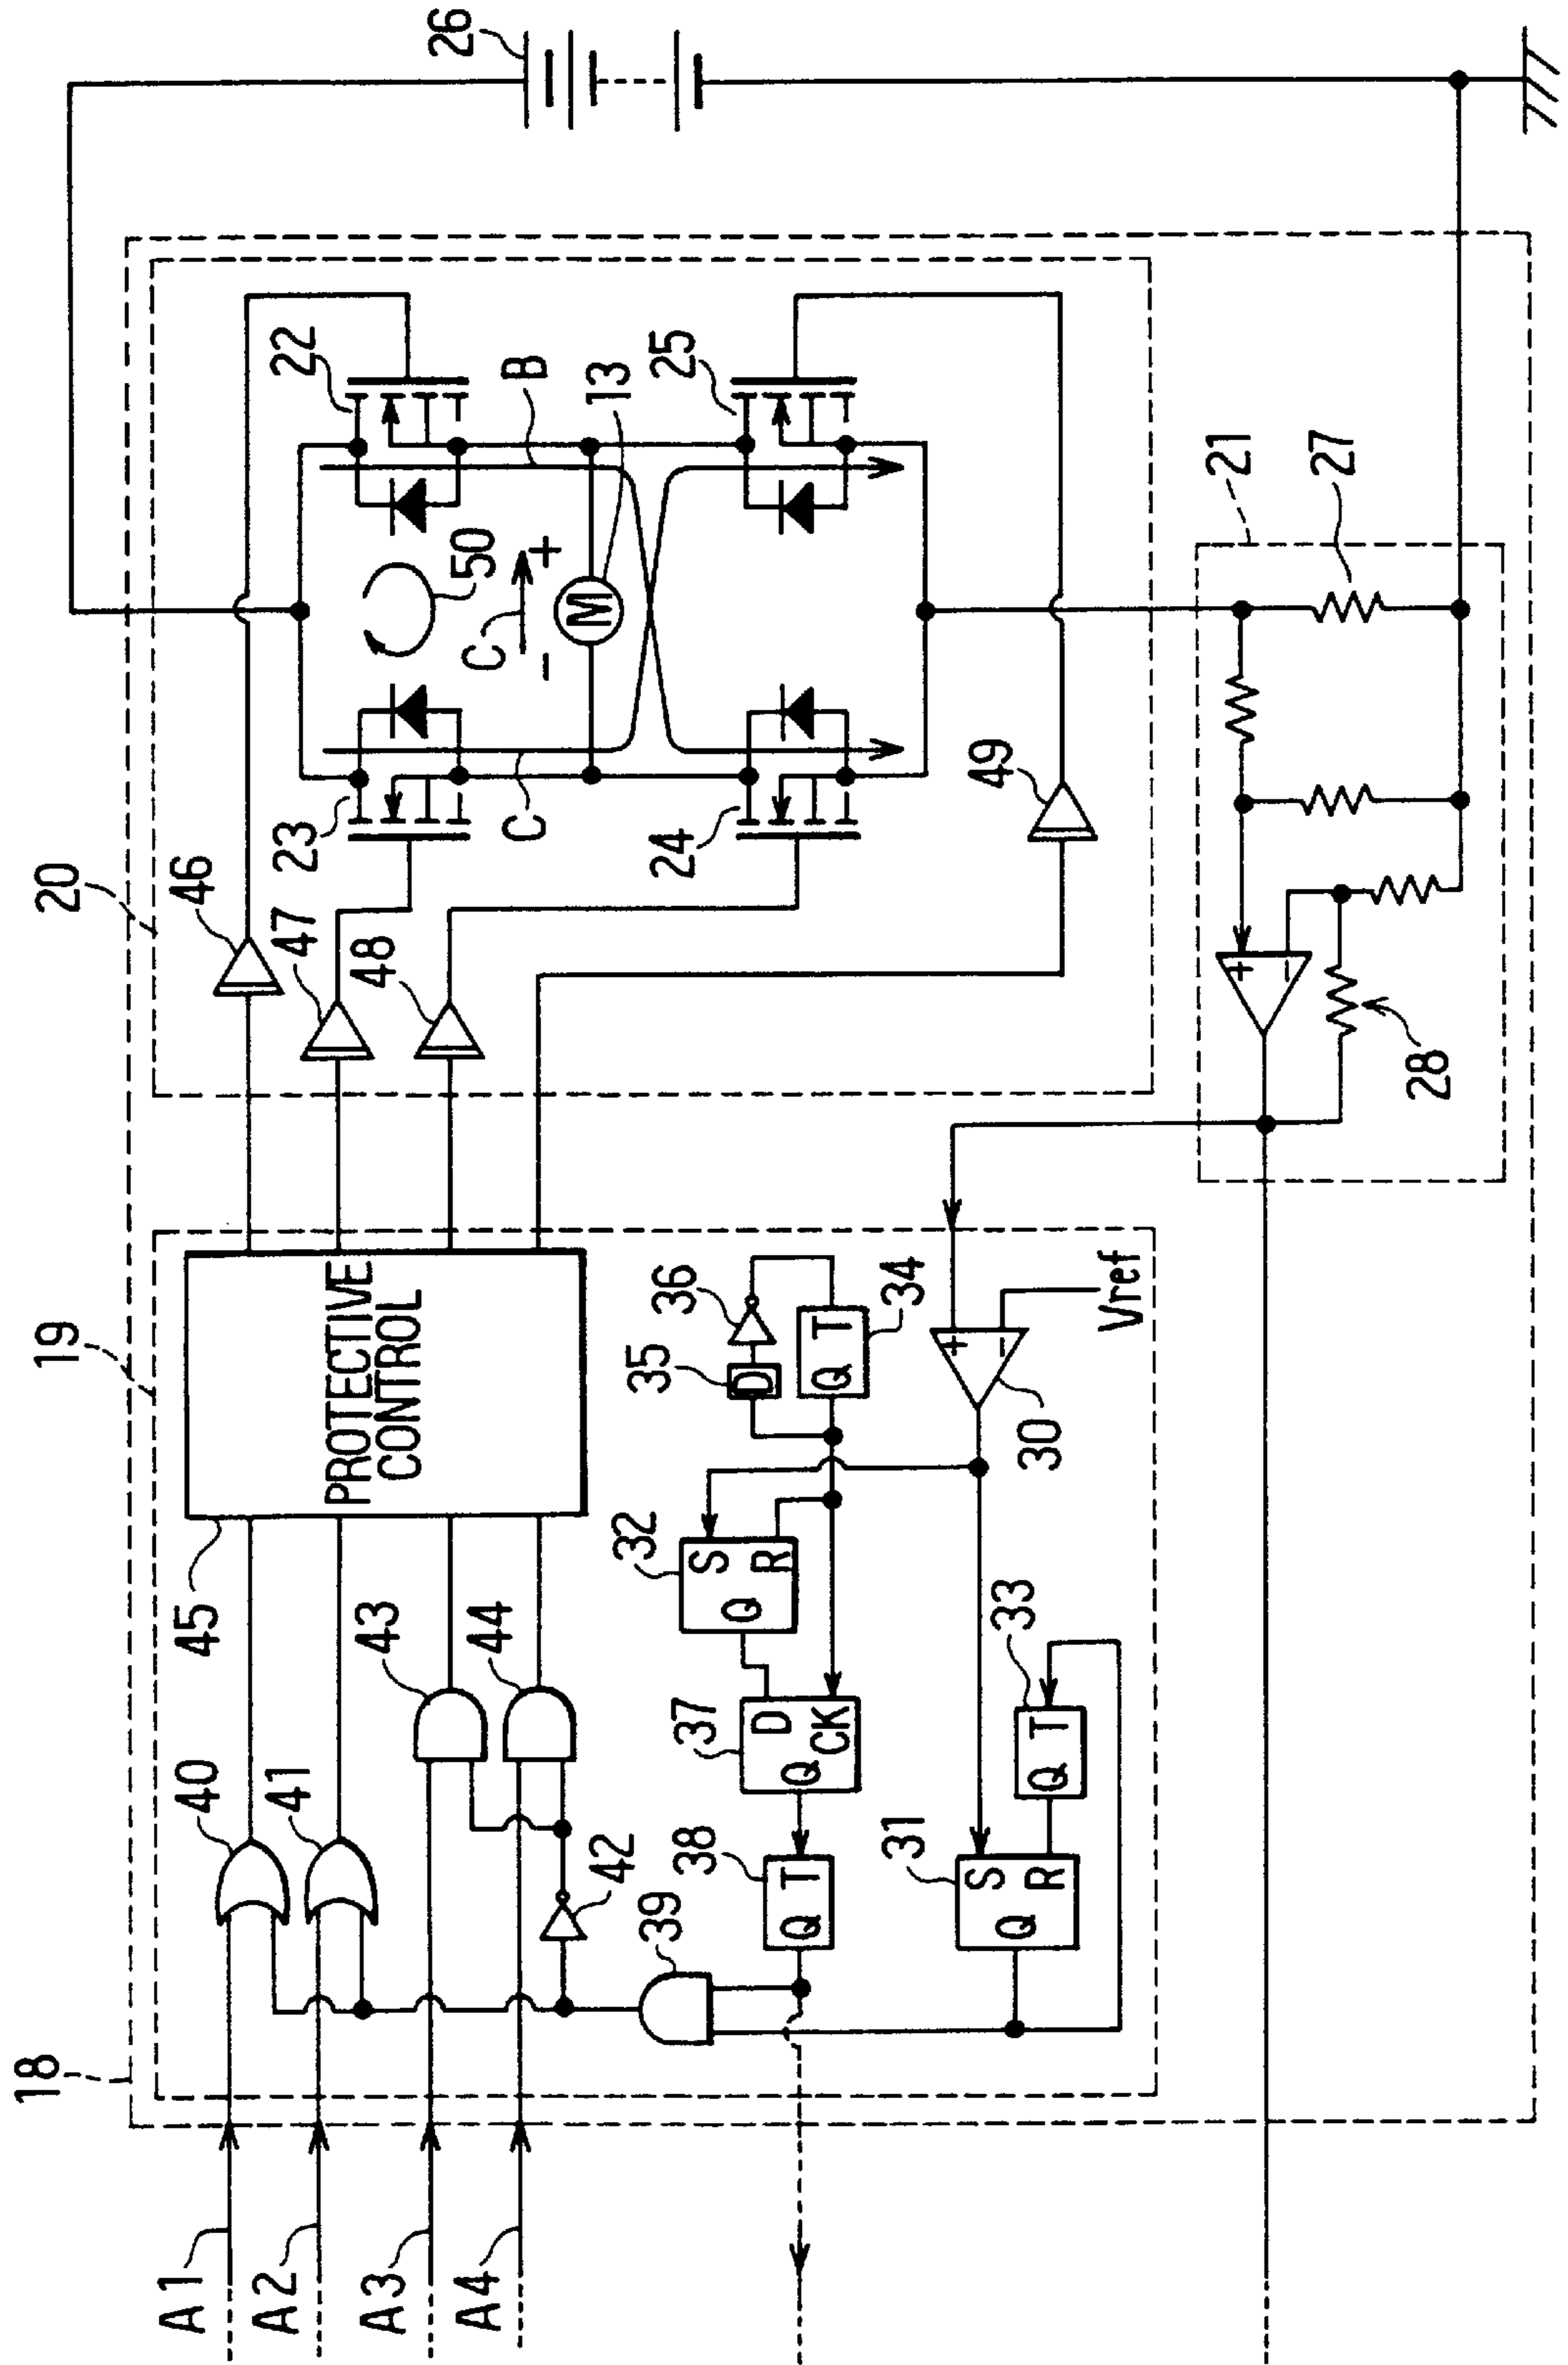 18
19
20
26
A1
A2
A3
A4
40
41
43
44
42
39
45
PROTECTIVE
CONTROL
46
47
48
49
22
23
24
25
B
C
C
50
- +
M
13
21
27
28
+
-
32
S
R
Q
37
D
CK
Q
38
T
Q
36
35
D
34
T
Q
30
+
-
Vref
31
S
R
Q
33
T
Q